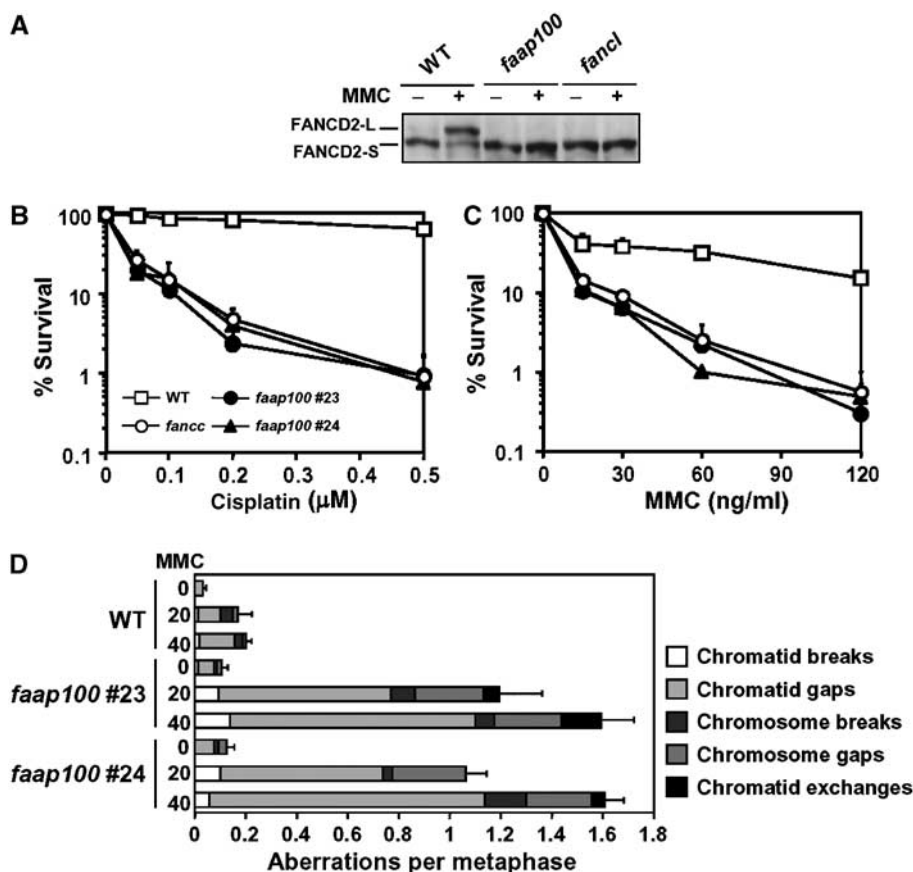 A
WT faap100 fancl
MMC – + – + – +
FANCD2-L
FANCD2-S
B
100
10
1
0.1
% Survival
0 0.1 0.2 0.3 0.4 0.5
Cisplatin (μM)
WT faap100 #23
fancc faap100 #24
C
100
10
1
0.1
% Survival
0 30 60 90 120
MMC (ng/ml)
D
MMC
WT
0
20
40
faap100 #23
0
20
40
faap100 #24
0
20
40
0 0.2 0.4 0.6 0.8 1 1.2 1.4 1.6 1.8
Aberrations per metaphase
Chromatid breaks
Chromatid gaps
Chromosome breaks
Chromosome gaps
Chromatid exchanges